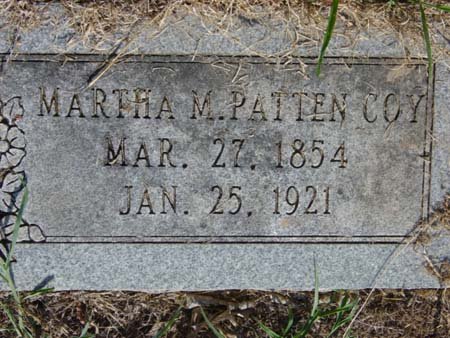 MARTHA M. PATTEN COY
MAR. 27, 1854
JAN. 25, 1921